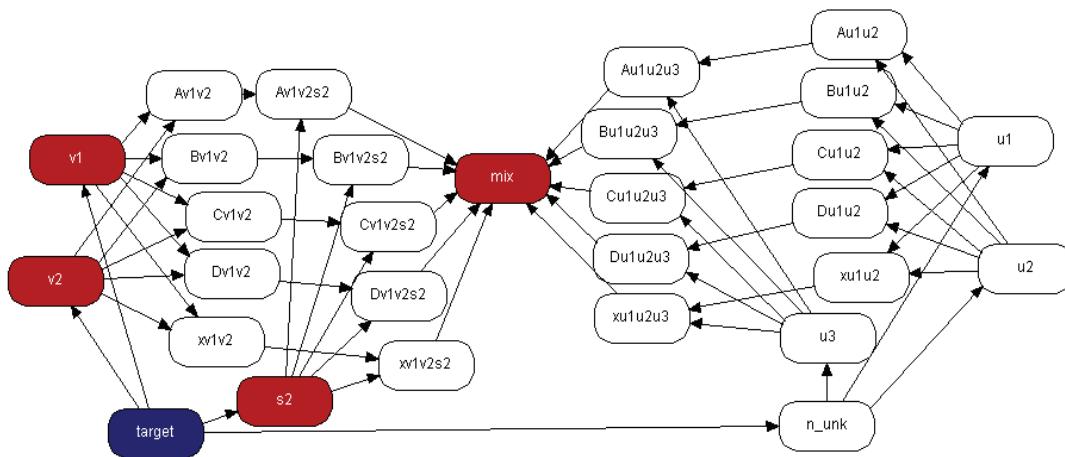 Au1u2
Au1u2u3
Av1v2
Av1v2s2
Bu1u2
Bu1u2u3
u1
v1
Bv1v2
Bv1v2s2
mix
Cu1u2
Cu1u2u3
Cv1v2
Cv1v2s2
Du1u2
Du1u2u3
v2
Dv1v2
Dv1v2s2
xu1u2
u2
xu1u2u3
xv1v2
xv1v2s2
u3
s2
target
n_unk